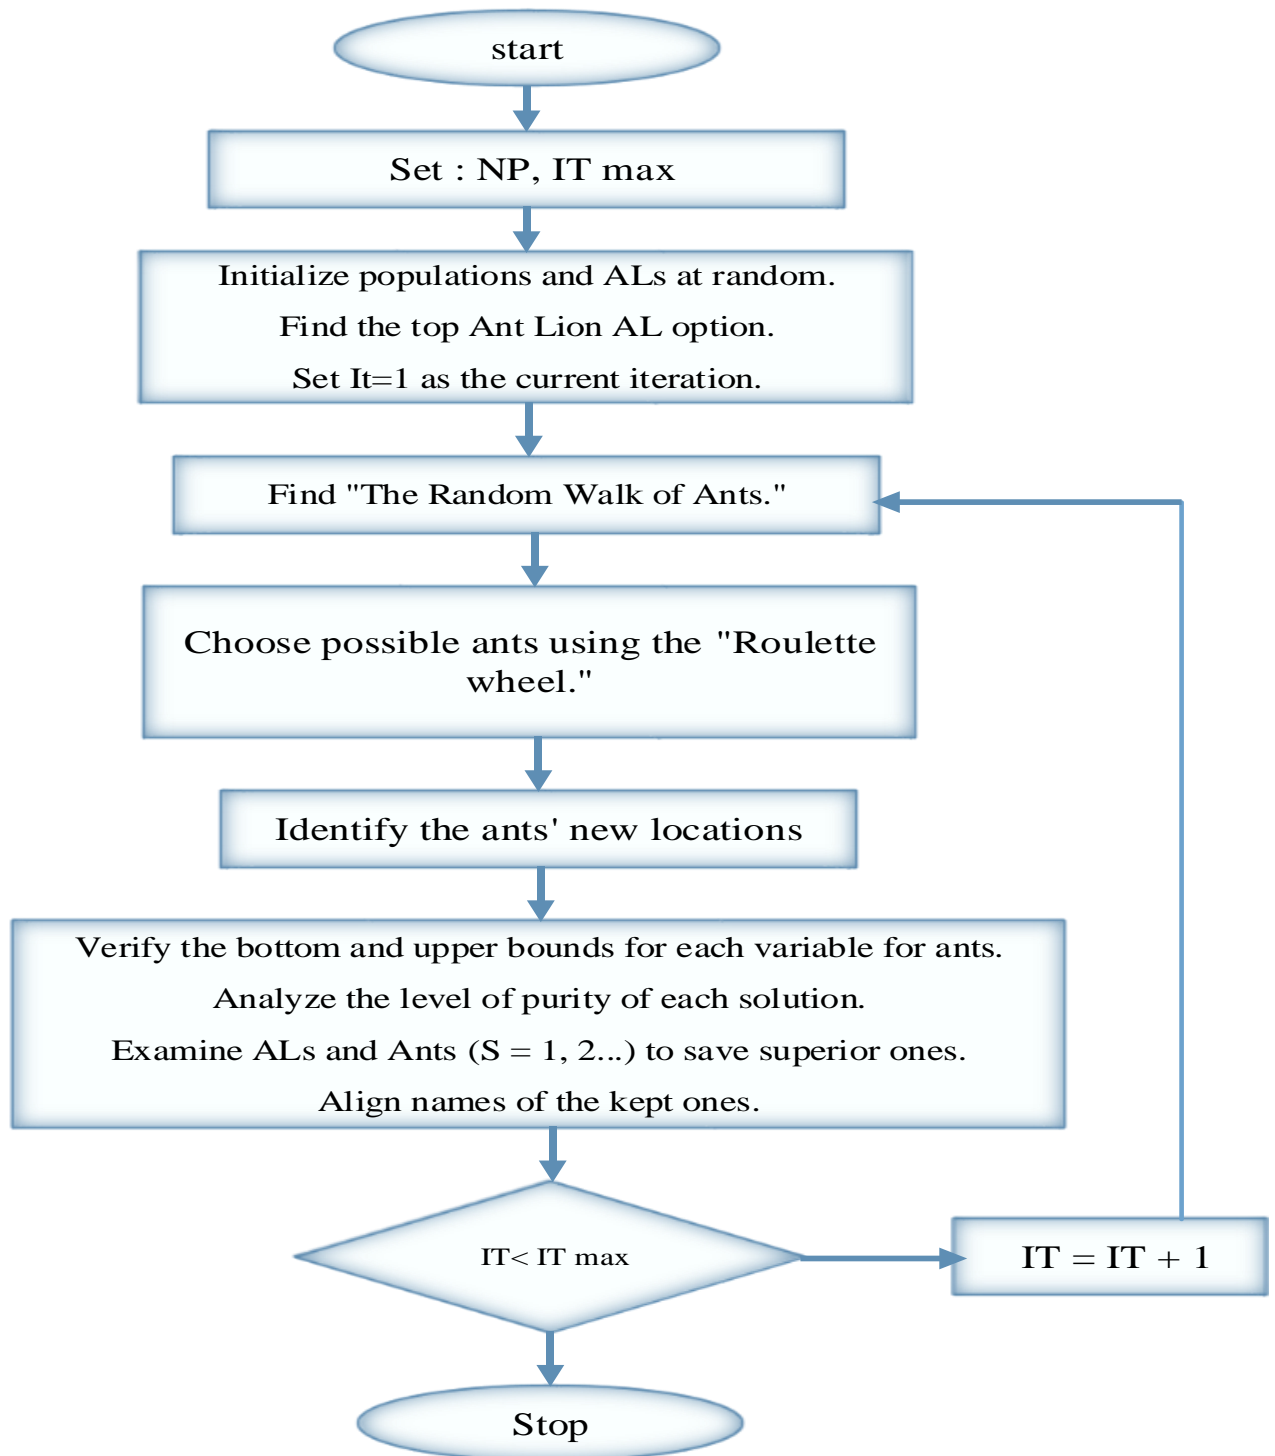 start
Set : NP, IT max
Initialize populations and ALs at random.
Find the top Ant Lion AL option.
Set It=1 as the current iteration.
Find "The Random Walk of Ants."
Choose possible ants using the "Roulette
wheel."
Identify the ants' new locations
Verify the bottom and upper bounds for each variable for ants.
Analyze the level of purity of each solution.
Examine ALs and Ants (S = 1, 2...) to save superior ones.
Align names of the kept ones.
IT< IT max
IT = IT + 1
Stop